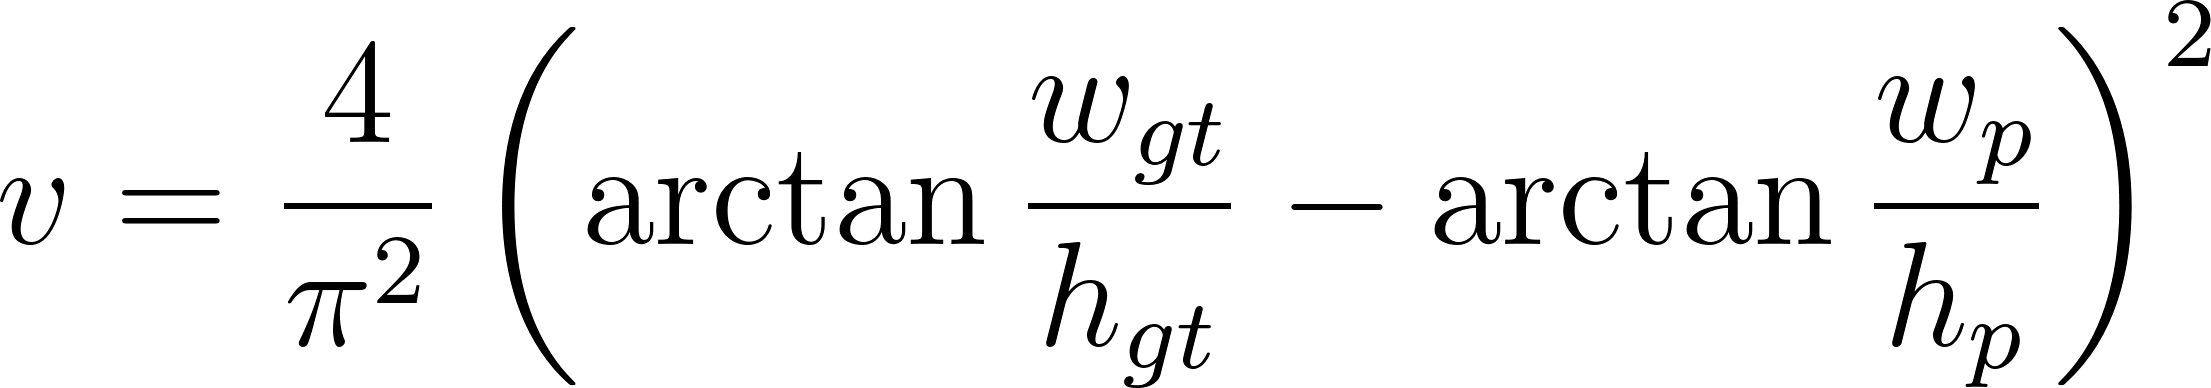 v = \frac{4}{\pi^2} \left( \arctan \frac{w_{gt}}{h_{gt}} - \arctan \frac{w_p}{h_p} \right)^2